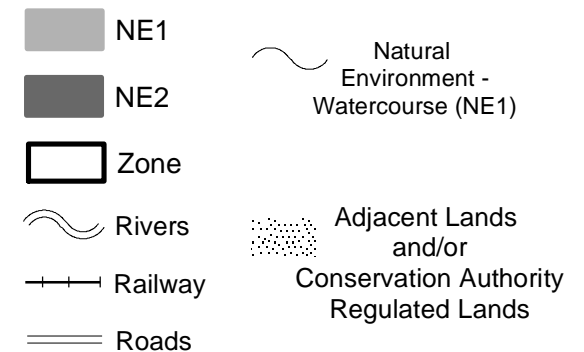 NE1
NE2
Zone
Rivers
Railway
Roads
Natural
Environment -
Watercourse (NE1)
Adjacent Lands
and/or
Conservation Authority
Regulated Lands